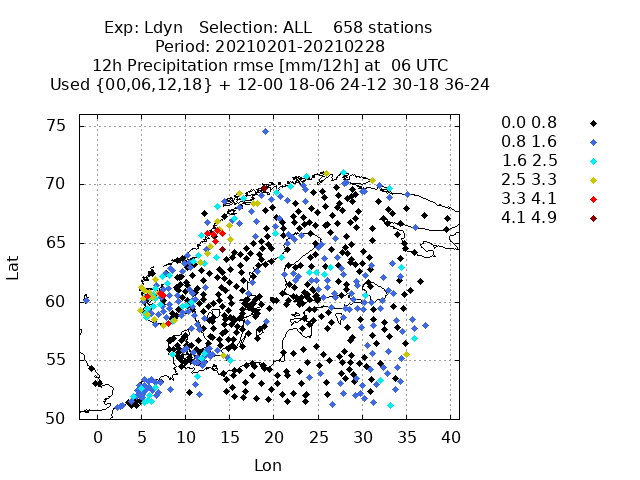 Exp: Ldyn Selection: ALL 658 stations
Period: 20210201-20210228
12h Precipitation rmse [mm/12h] at 06 UTC
Used {00,06,12,18} + 12-00 18-06 24-12 30-18 36-24
75
70
65
60
55
50
Lat
0 5 10 15 20 25 30 35 40
Lon
0.0 0.8
0.8 1.6
1.6 2.5
2.5 3.3
3.3 4.1
4.1 4.9